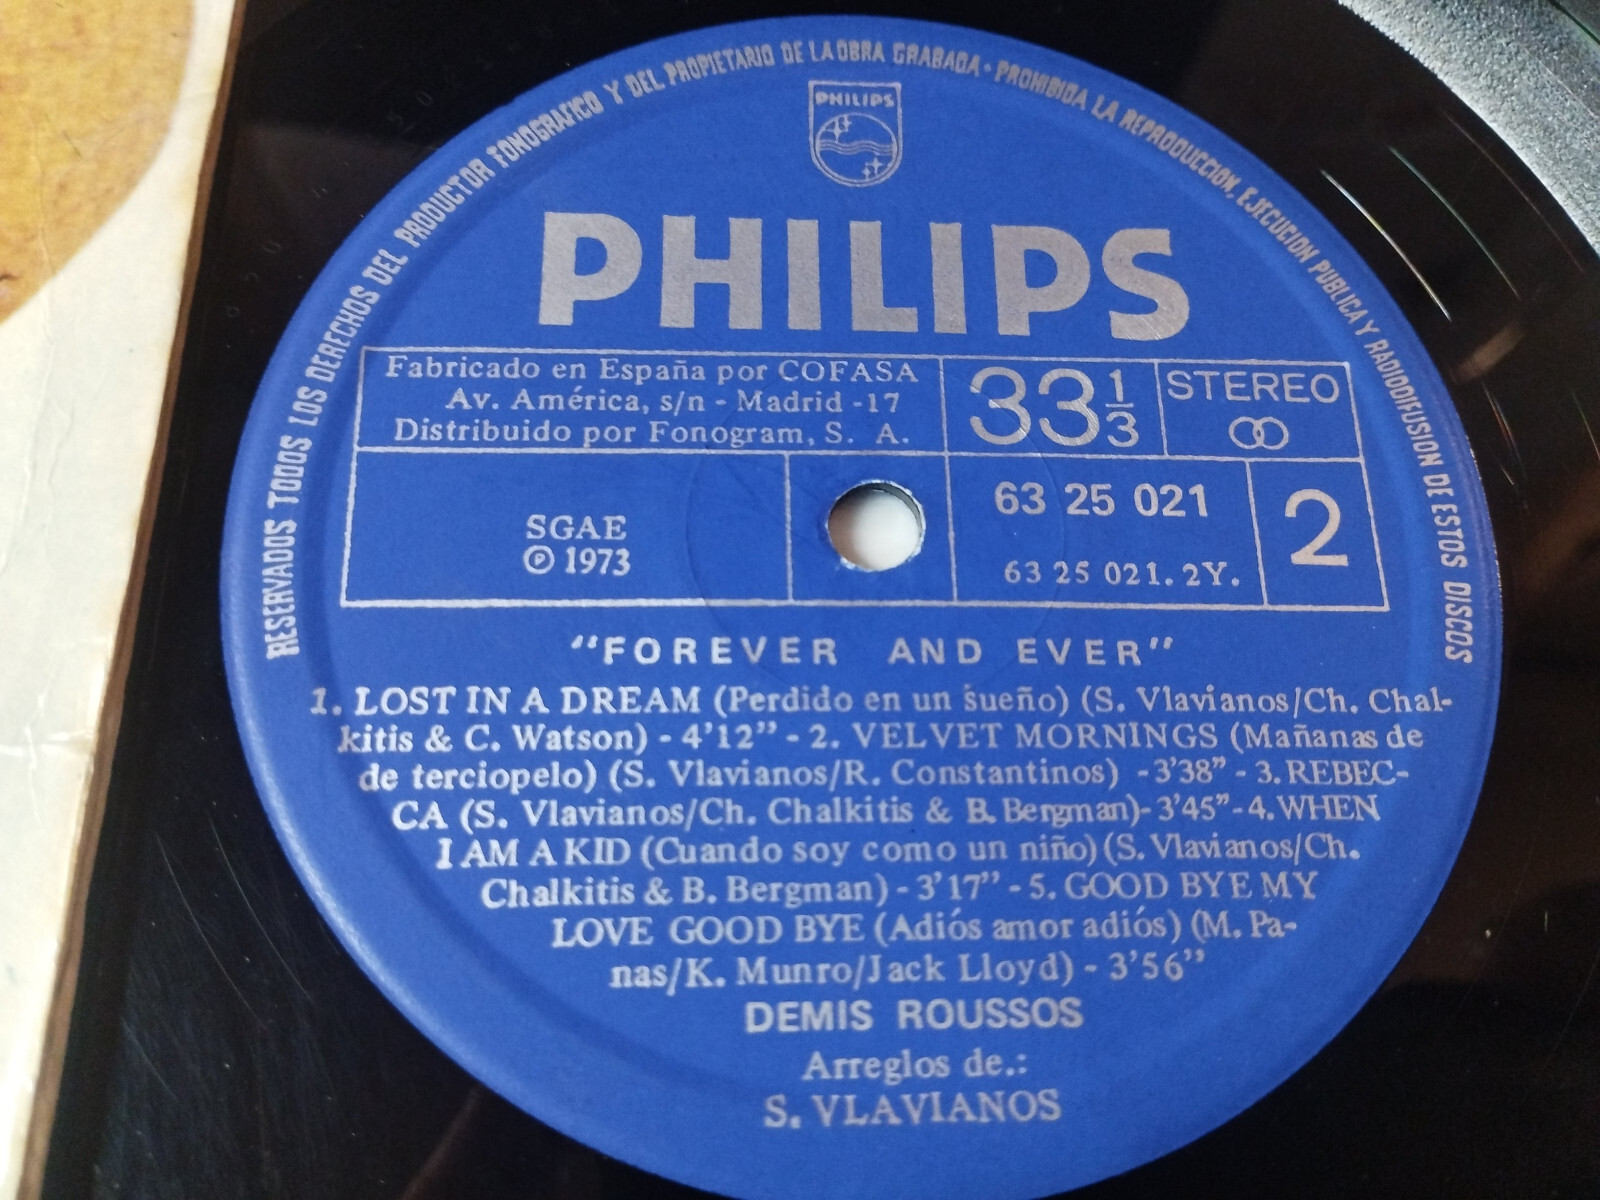 RESERVADOS TODOS LOS DERECHOS DEL PRODUCTOR FONOGRAFICO Y DEL PROPIETARIO DE LA OBRA GRABADA · PROHIBIDA LA REPRODUCCION, EJECUCION PUBLICA Y RADIODIFUSION DE ESTOS DISCOS
PHILIPS
PHILIPS
Fabricado en España por COFASA
Av. América, s/n - Madrid -17
Distribuido por Fonogram, S. A.
33 1/3
STEREO
SGAE
℗ 1973
63 25 021
63 25 021. 2Y.
2
"FOREVER AND EVER"
1. LOST IN A DREAM (Perdido en un sueño) (S. Vlavianos/Ch. Chal-
kitis & C. Watson) - 4'12" - 2. VELVET MORNINGS (Mañanas de
de terciopelo) (S. Vlavianos/R. Constantinos) -3'38" - 3. REBEC-
CA (S. Vlavianos/Ch. Chalkitis & B. Bergman)- 3'45" - 4. WHEN
I AM A KID (Cuando soy como un niño) (S. Vlavianos/Ch.
Chalkitis & B. Bergman) - 3'17" - 5. GOOD BYE MY
LOVE GOOD BYE (Adiós amor adiós) (M. Pa-
nas/K. Munro/Jack Lloyd) - 3'56"
DEMIS ROUSSOS
Arreglos de.:
S. VLAVIANOS